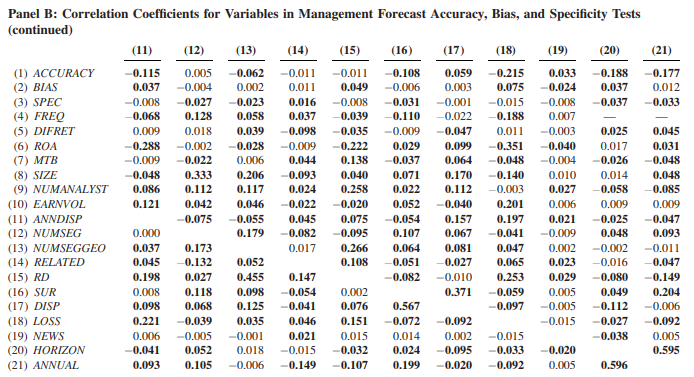 Panel B: Correlation Coefficients for Variables in Management Forecast Accuracy, Bias, and Specificity Tests
(continued)
(11) (12) (13) (14) (15) (16) (17) (18) (19) (20) (21)
(1) ACCURACY −0.115 0.005 −0.062 −0.011 −0.011 −0.108 0.059 −0.215 0.033 −0.188 −0.177
(2) BIAS 0.037 −0.004 0.002 0.011 0.049 −0.006 0.003 0.075 −0.024 0.037 0.012
(3) SPEC −0.008 −0.027 −0.023 0.016 −0.008 −0.031 −0.001 −0.015 −0.008 −0.037 −0.033
(4) FREQ −0.068 0.128 0.058 0.037 −0.039 −0.110 −0.022 −0.188 0.007 — —
(5) DIFRET 0.009 0.018 0.039 −0.098 −0.035 −0.009 −0.047 0.011 −0.003 0.025 0.045
(6) ROA −0.288 −0.002 −0.028 −0.009 −0.222 0.029 0.099 −0.351 −0.040 0.017 0.031
(7) MTB −0.009 −0.022 0.006 0.044 0.138 −0.037 0.064 −0.048 −0.004 −0.026 −0.048
(8) SIZE −0.048 0.333 0.206 −0.093 0.040 0.071 0.170 −0.140 0.010 0.014 0.048
(9) NUMANALYST 0.086 0.112 0.117 0.024 0.258 0.022 0.112 −0.003 0.027 −0.058 −0.085
(10) EARNVOL 0.121 0.042 0.046 −0.022 −0.020 0.052 −0.040 0.201 0.006 0.009 0.009
(11) ANNDISP −0.075 −0.055 0.045 0.075 −0.054 0.157 0.197 0.021 −0.025 −0.047
(12) NUMSEG 0.000 0.179 −0.082 −0.095 0.107 0.067 −0.041 −0.009 0.048 0.093
(13) NUMSEGGEO 0.037 0.173 0.017 0.266 0.064 0.081 0.047 0.002 −0.002 −0.011
(14) RELATED 0.045 −0.132 0.052 0.108 −0.051 −0.027 0.065 0.023 −0.016 −0.047
(15) RD 0.198 0.027 0.455 0.147 −0.082 −0.010 0.253 0.029 −0.080 −0.149
(16) SUR 0.008 0.118 0.098 −0.054 0.002 0.371 −0.059 0.005 0.049 0.204
(17) DISP 0.098 0.068 0.125 −0.041 0.076 0.567 −0.097 −0.005 −0.112 −0.006
(18) LOSS 0.221 −0.039 0.035 0.046 0.151 −0.072 −0.092 −0.015 −0.027 −0.092
(19) NEWS 0.006 −0.005 −0.001 0.021 0.015 0.014 0.002 −0.015 −0.038 0.005
(20) HORIZON −0.041 0.052 0.018 −0.015 −0.032 0.024 −0.095 −0.033 −0.020 0.595
(21) ANNUAL 0.093 0.105 −0.006 −0.149 −0.107 0.199 −0.020 −0.092 0.005 0.596